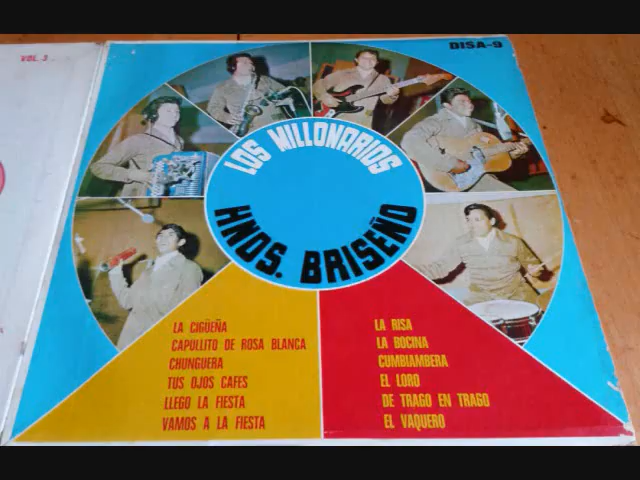 VOL. 3
DISA-9
LOS MILLONARIOS
HNOS. BRISEÑO
LA CIGÜEÑA
CAPULLITO DE ROSA BLANCA
CHUNGUERA
TUS OJOS CAFES
LLEGO LA FIESTA
VAMOS A LA FIESTA
LA RISA
LA BOCINA
CUMBIAMBERA
EL LORO
DE TRAGO EN TRAGO
EL VAQUERO